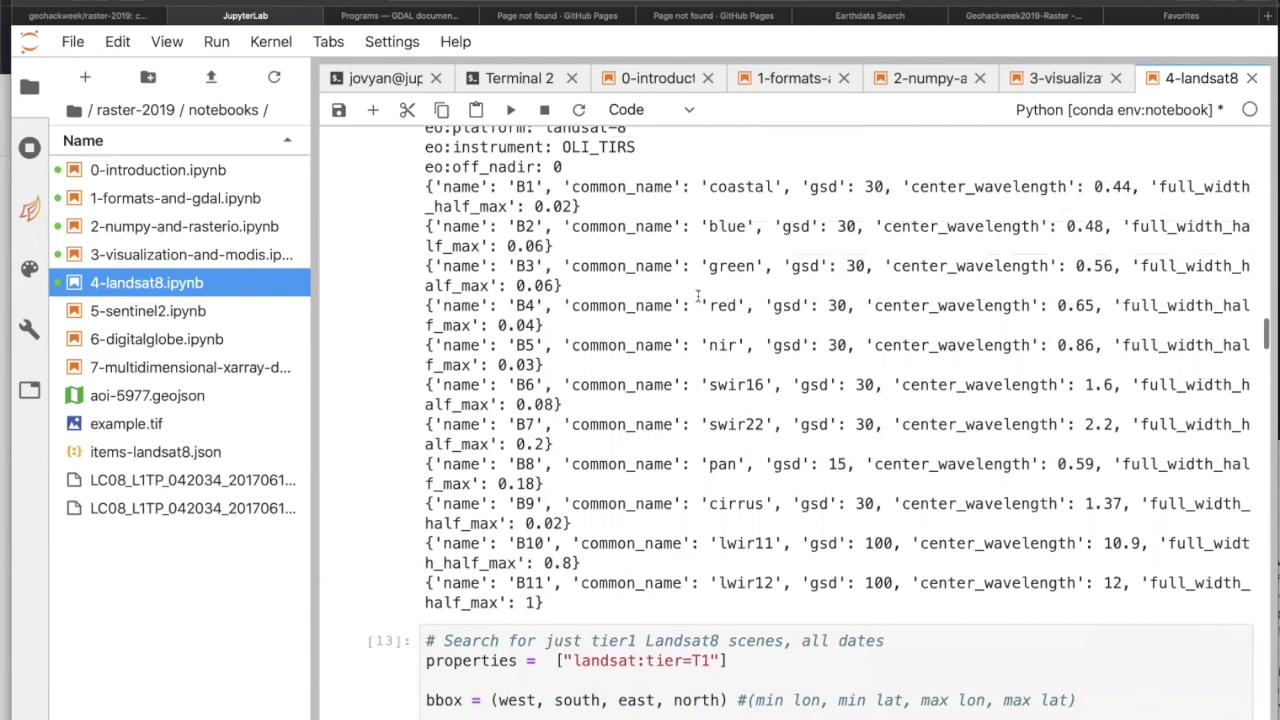 geohackweek/raster-2019: c...
JupyterLab
Programs — GDAL documen...
Page not found · GitHub Pages
Page not found · GitHub Pages
Earthdata Search
Geohackweek2019-Raster -...
Favorites
File Edit View Run Kernel Tabs Settings Help
jovyan@jup
Terminal 2
0-introduct
1-formats-a
2-numpy-a
3-visualiza
4-landsat8
/ raster-2019 / notebooks /
Code
Python [conda env:notebook] *
Name
0-introduction.ipynb
1-formats-and-gdal.ipynb
2-numpy-and-rasterio.ipynb
3-visualization-and-modis.ip...
4-landsat8.ipynb
5-sentinel2.ipynb
6-digitalglobe.ipynb
7-multidimensional-xarray-d...
aoi-5977.geojson
example.tif
items-landsat8.json
LC08_L1TP_042034_2017061...
LC08_L1TP_042034_2017061...
eo:platform: landsat-8
eo:instrument: OLI_TIRS
eo:off_nadir: 0
{'name': 'B1', 'common_name': 'coastal', 'gsd': 30, 'center_wavelength': 0.44, 'full_width
_half_max': 0.02}
{'name': 'B2', 'common_name': 'blue', 'gsd': 30, 'center_wavelength': 0.48, 'full_width_ha
lf_max': 0.06}
{'name': 'B3', 'common_name': 'green', 'gsd': 30, 'center_wavelength': 0.56, 'full_width_h
alf_max': 0.06}
{'name': 'B4', 'common_name': 'red', 'gsd': 30, 'center_wavelength': 0.65, 'full_width_hal
f_max': 0.04}
{'name': 'B5', 'common_name': 'nir', 'gsd': 30, 'center_wavelength': 0.86, 'full_width_hal
f_max': 0.03}
{'name': 'B6', 'common_name': 'swir16', 'gsd': 30, 'center_wavelength': 1.6, 'full_width_h
alf_max': 0.08}
{'name': 'B7', 'common_name': 'swir22', 'gsd': 30, 'center_wavelength': 2.2, 'full_width_h
alf_max': 0.2}
{'name': 'B8', 'common_name': 'pan', 'gsd': 15, 'center_wavelength': 0.59, 'full_width_hal
f_max': 0.18}
{'name': 'B9', 'common_name': 'cirrus', 'gsd': 30, 'center_wavelength': 1.37, 'full_width_
half_max': 0.02}
{'name': 'B10', 'common_name': 'lwir11', 'gsd': 100, 'center_wavelength': 10.9, 'full_widt
h_half_max': 0.8}
{'name': 'B11', 'common_name': 'lwir12', 'gsd': 100, 'center_wavelength': 12, 'full_width_
half_max': 1}
[13]:
# Search for just tier1 Landsat8 scenes, all dates
properties = ["landsat:tier=T1"]
bbox = (west, south, east, north) #(min lon, min lat, max lon, max lat)